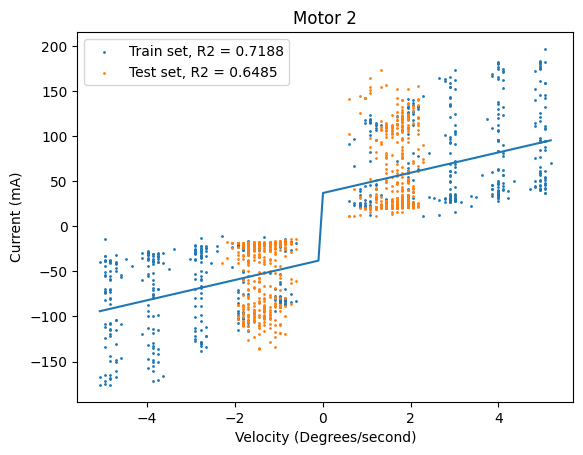 Motor 2
Train set, R2 = 0.7188
Test set, R2 = 0.6485
200
150
100
50
0
−50
−100
−150
Current (mA)
−4
−2
0
2
4
Velocity (Degrees/second)